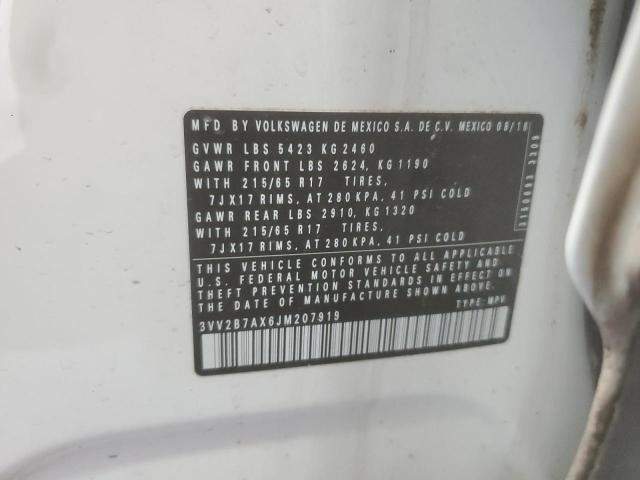 MFD BY VOLKSWAGEN DE MEXICO S.A. DE C.V. MEXICO 08/18
GVWR LBS 5423 KG 2460
GAWR FRONT LBS 2624, KG 1190
WITH 215/65 R17 TIRES,
7JX17 RIMS, AT 280 KPA, 41 PSI COLD
GAWR REAR LBS 2910, KG 1320
WITH 215/65 R17 TIRES,
7JX17 RIMS, AT 280 KPA, 41 PSI COLD
THIS VEHICLE CONFORMS TO ALL APPLICABLE
U.S. FEDERAL MOTOR VEHICLE SAFETY AND
THEFT PREVENTION STANDARDS IN EFFECT ON
THE DATE OF MANUFACTURE SHOWN ABOVE.
TYPE: MPV
3VV2B7AX6JM207919
3150693 3309